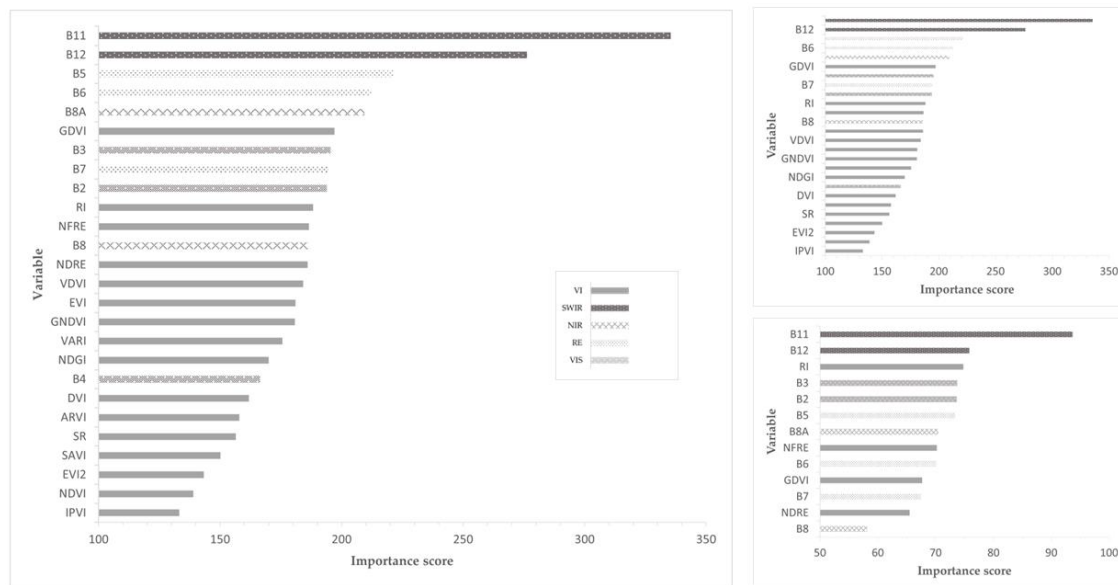 B11
B12
B5
B6
B8A
GDVI
B3
B7
B2
RI
NFRE
B8
NDRE
VDVI
EVI
GNDVI
VARI
NDGI
B4
DVI
ARVI
SR
SAVI
EVI2
NDVI
IPVI
Variable
100 150 200 250 300 350
Importance score
VI
SWIR
NIR
RE
VIS
B12
B6
GDVI
B7
RI
B8
VDVI
GNDVI
NDGI
DVI
SR
EVI2
IPVI
Variable
100 150 200 250 300 350
Importance score
B11
B12
RI
B3
B2
B5
B8A
NFRE
B6
GDVI
B7
NDRE
B8
Variable
50 60 70 80 90 100
Importance score